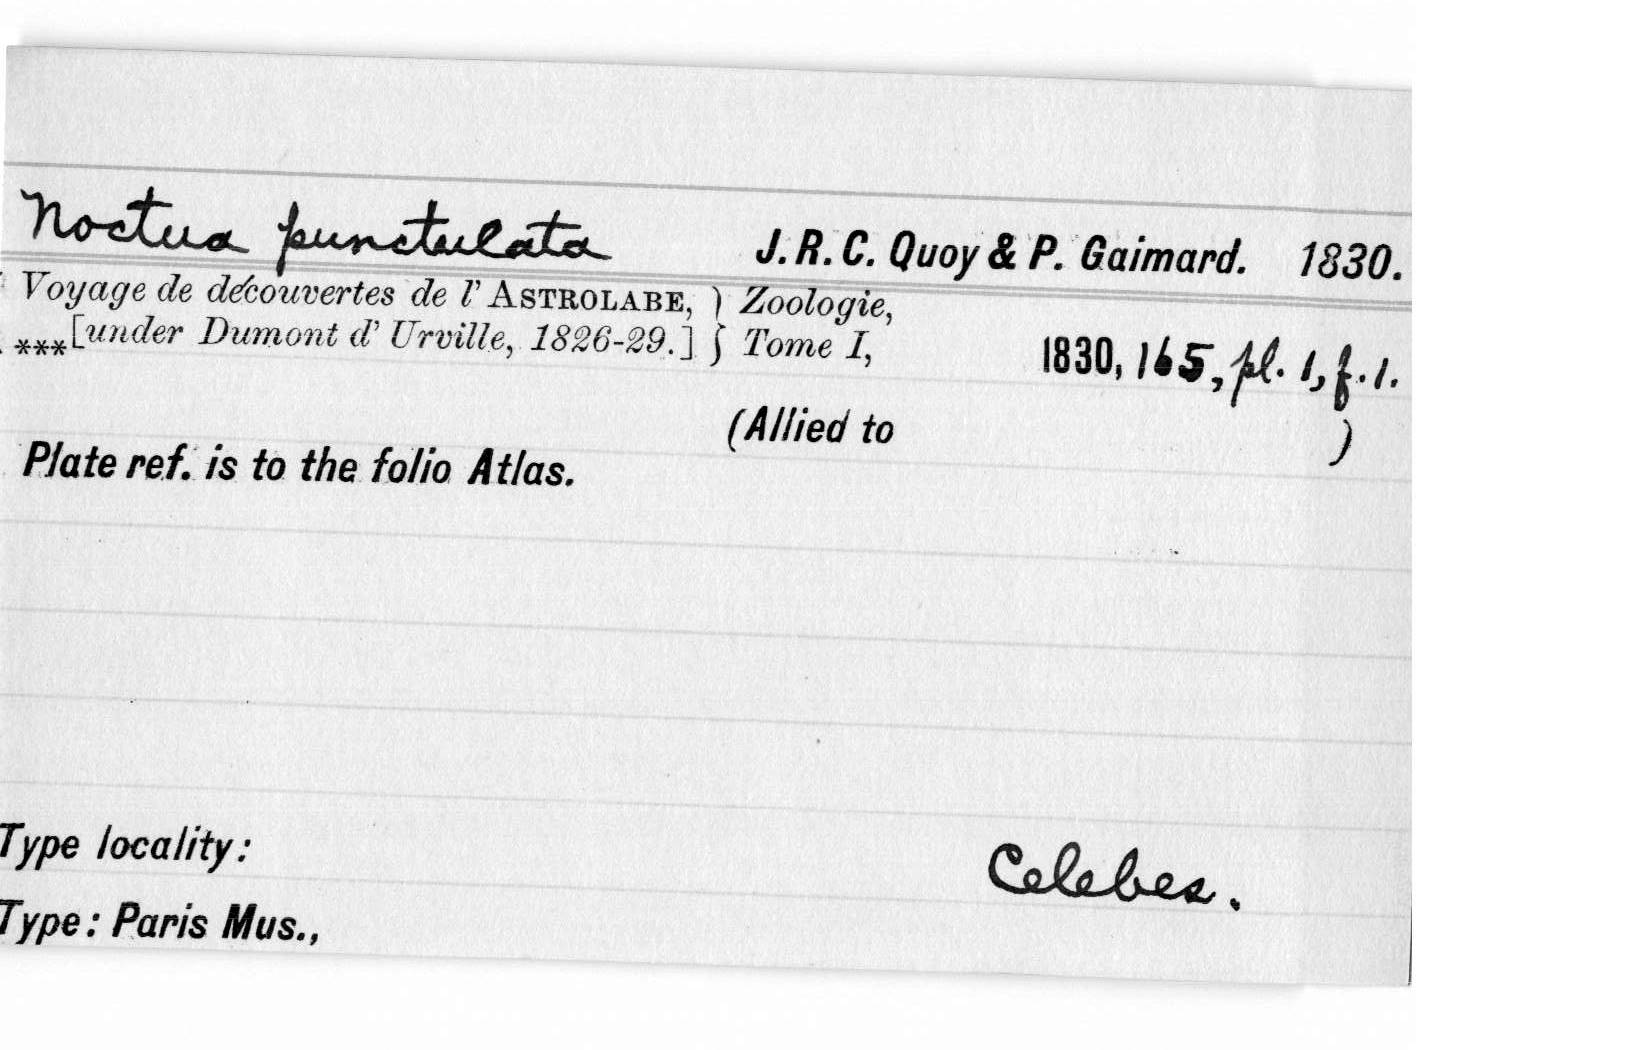 Noctua punctulata J. R. C. Quoy & P. Gaimard. 1830.
Voyage de découvertes de l' ASTROLABE, } Zoologie,
***[under Dumont d' Urville, 1826-29.] } Tome I, 1830, 165, pl. 1, f. 1.
(Allied to )
Plate ref. is to the folio Atlas.
Type locality: Celebes.
Type: Paris Mus.,